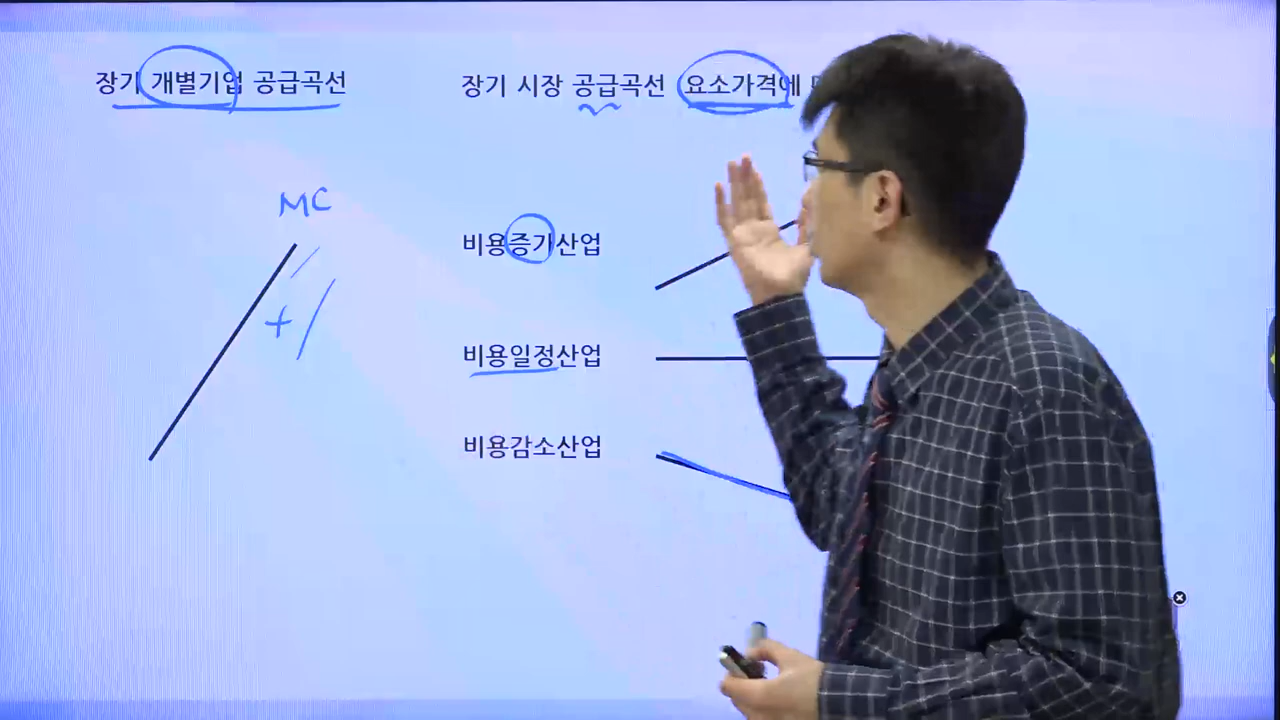 장기 개별기업 공급곡선
장기 시장 공급곡선 요소가격에
MC
+
비용증가산업
비용일정산업
비용감소산업